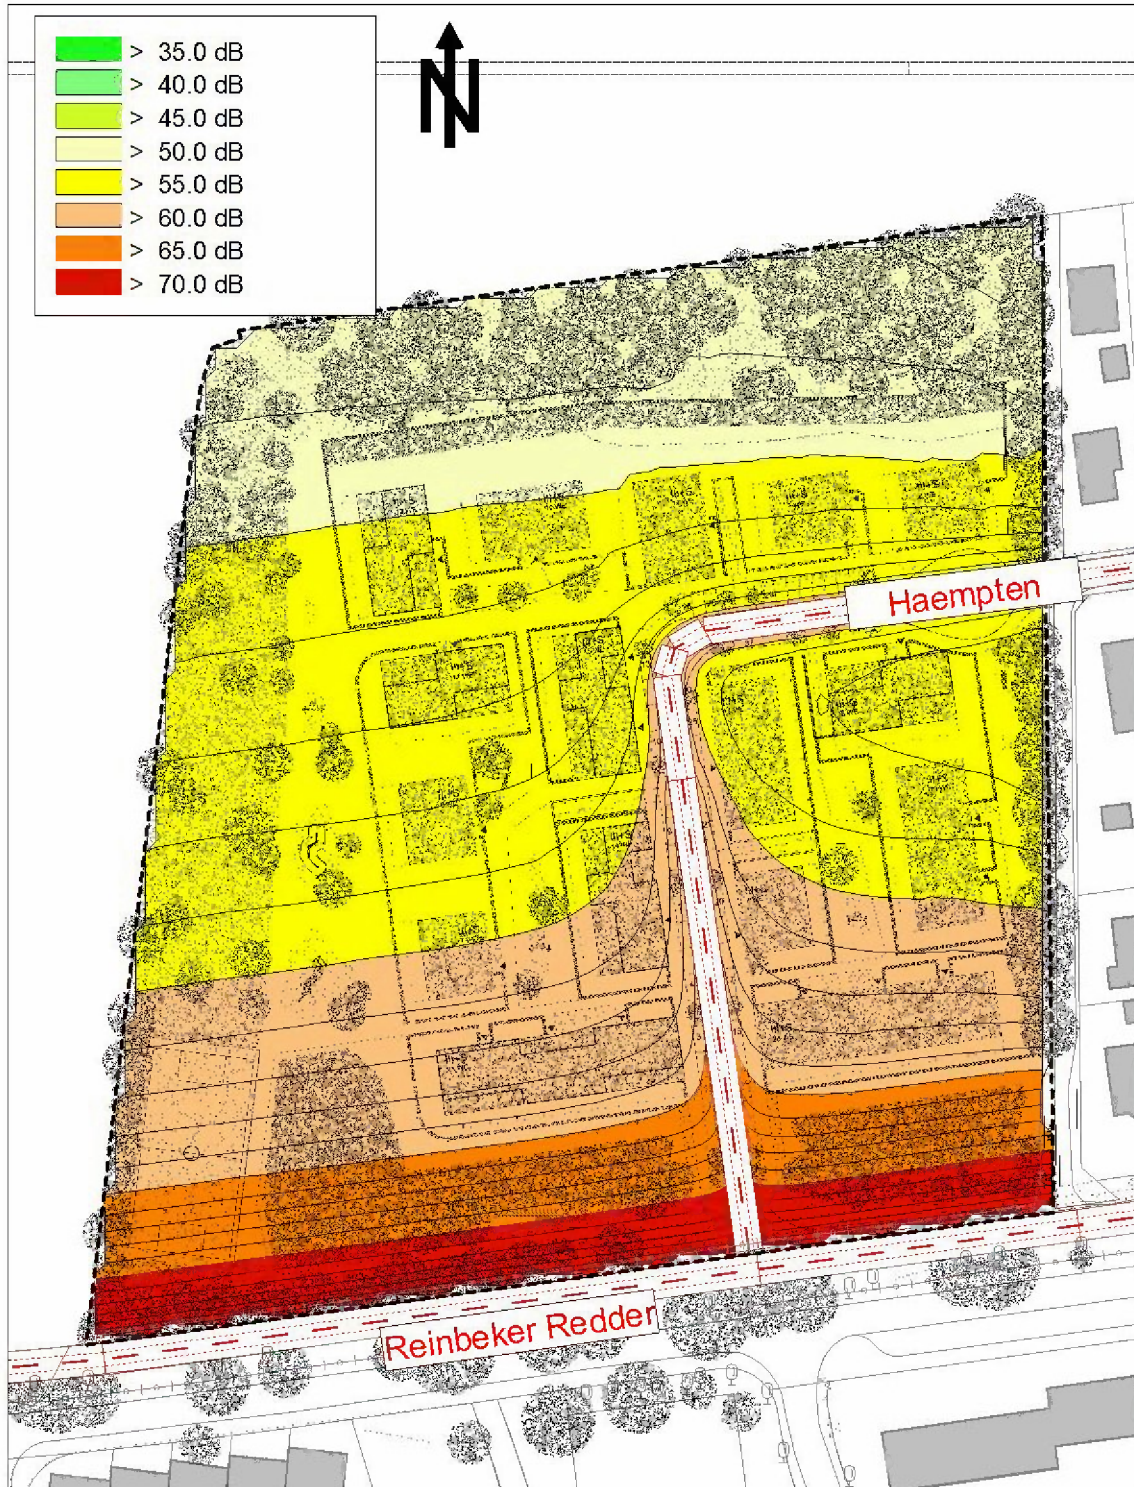 > 35.0 dB
> 40.0 dB
> 45.0 dB
> 50.0 dB
> 55.0 dB
> 60.0 dB
> 65.0 dB
> 70.0 dB
N
Haempten
Reinbeker Redder